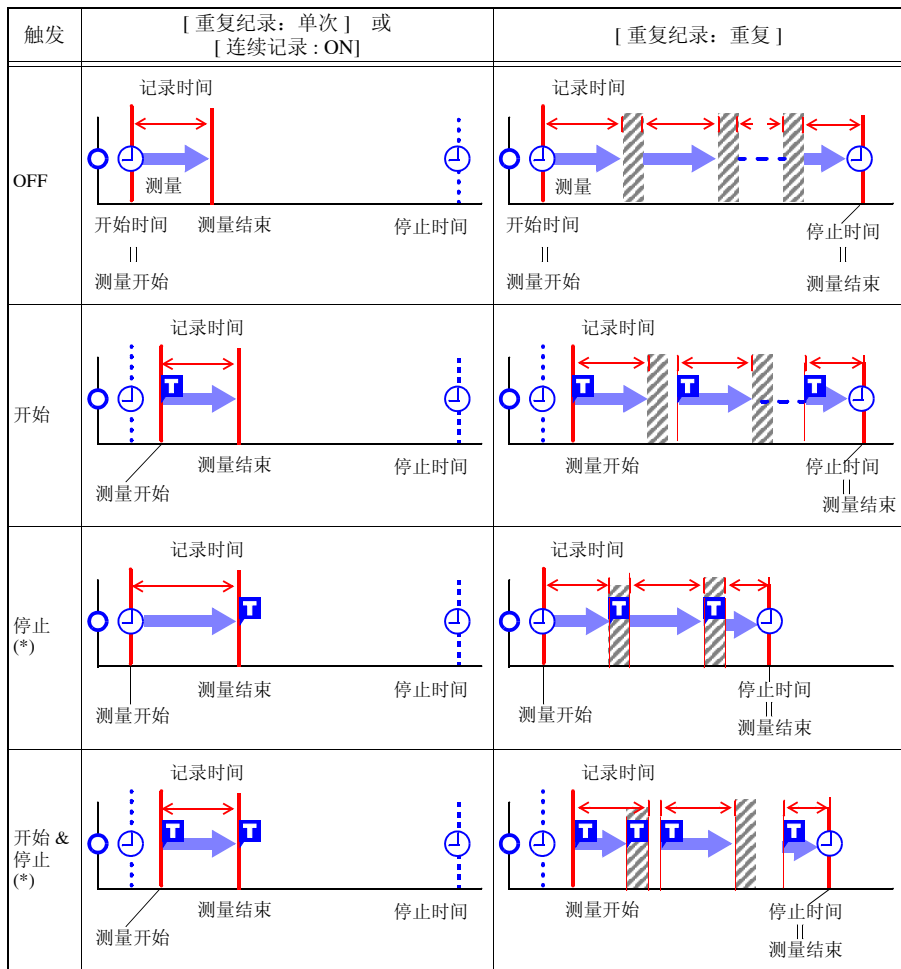 触发
[ 重复纪录：单次 ] 或
[ 连续记录 : ON]
[ 重复纪录：重复 ]
OFF
记录时间
测量
开始时间
测量结束
停止时间
测量开始
记录时间
测量
开始时间
停止时间
测量开始
测量结束
开始
记录时间
T
测量结束
停止时间
测量开始
记录时间
T
T
T
测量开始
停止时间
测量结束
停止
(*)
记录时间
T
测量结束
停止时间
测量开始
记录时间
T
T
停止时间
测量开始
测量结束
开始 &
停止
(*)
记录时间
T
T
测量结束
停止时间
测量开始
记录时间
T
T
T
T
测量开始
停止时间
测量结束